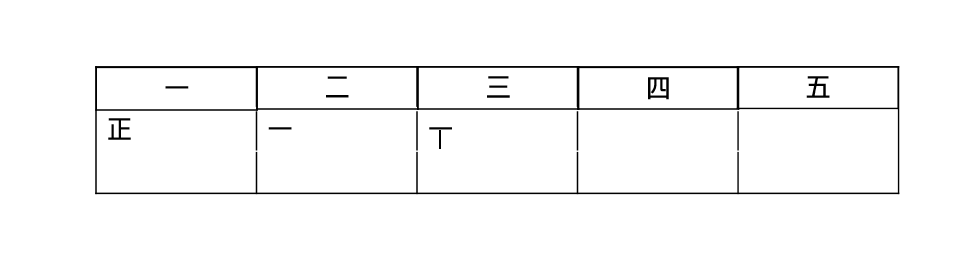 一 二 三 四 五
正 一 丅